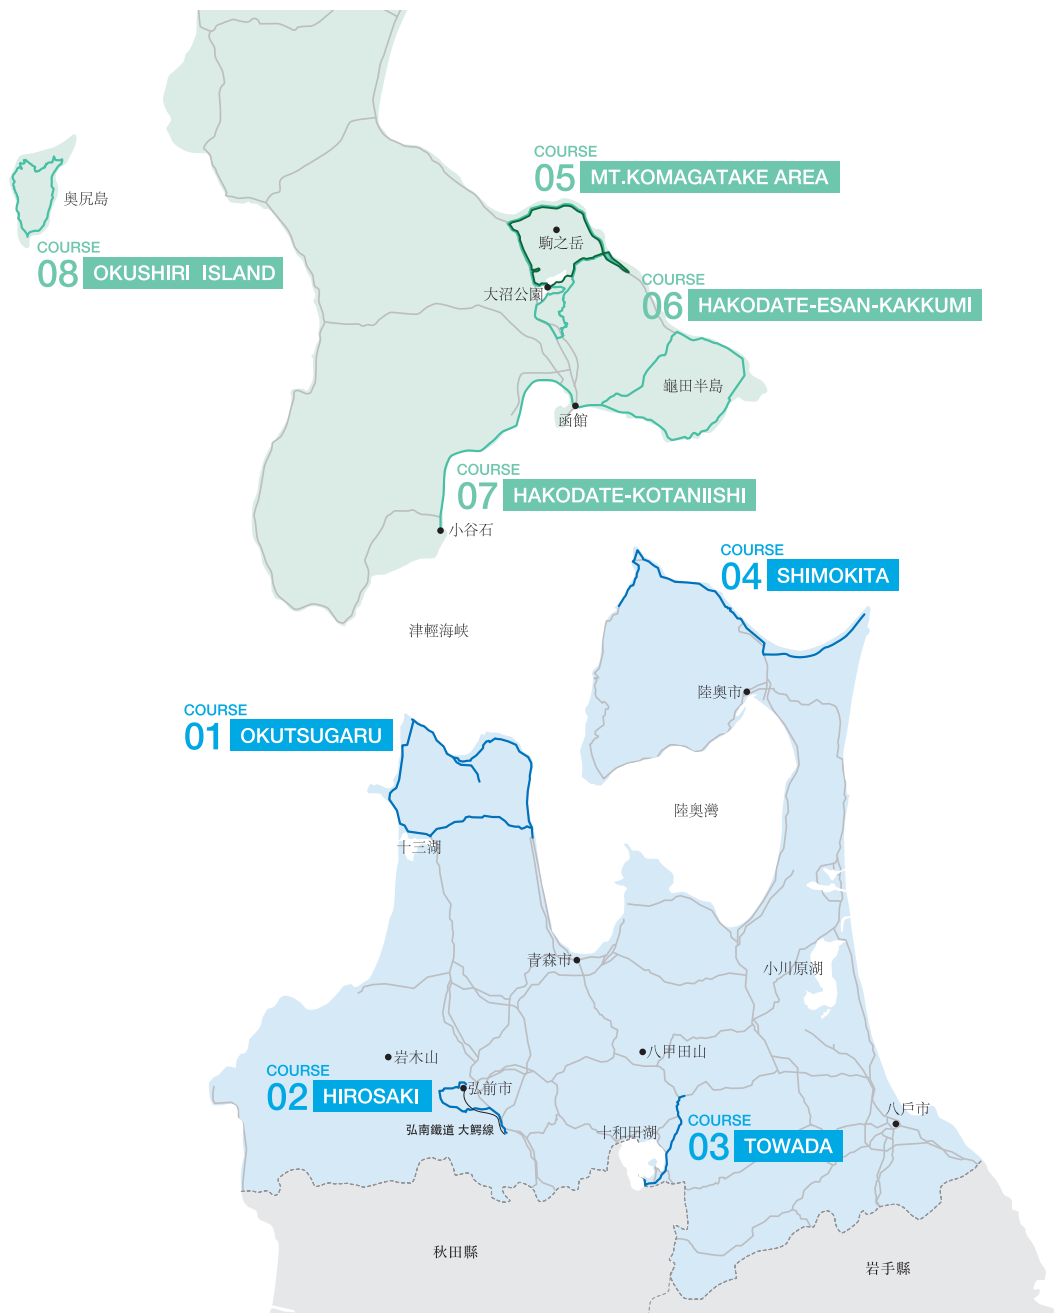 COURSE
05 MT.KOMAGATAKE AREA
奥尻島
駒之岳
COURSE
08 OKUSHIRI ISLAND
大沼公園
COURSE
06 HAKODATE-ESAN-KAKKUMI
龜田半島
函館
COURSE
07 HAKODATE-KOTANIISHI
小谷石
COURSE
04 SHIMOKITA
津輕海峡
陸奥市
COURSE
01 OKUTSUGARU
陸奥灣
十三湖
青森市
小川原湖
岩木山
八甲田山
COURSE
02 HIROSAKI
弘前市
弘南鐵道 大鰐線
十和田湖
COURSE
03 TOWADA
八戶市
秋田縣
岩手縣